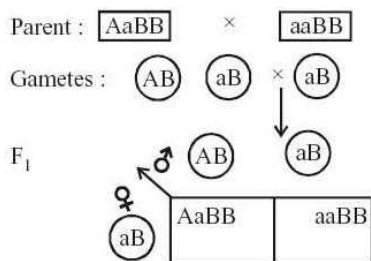 Parent : AaBB × aaBB
Gametes : AB aB × aB
F₁ ♂ AB aB
♀ aB AaBB aaBB